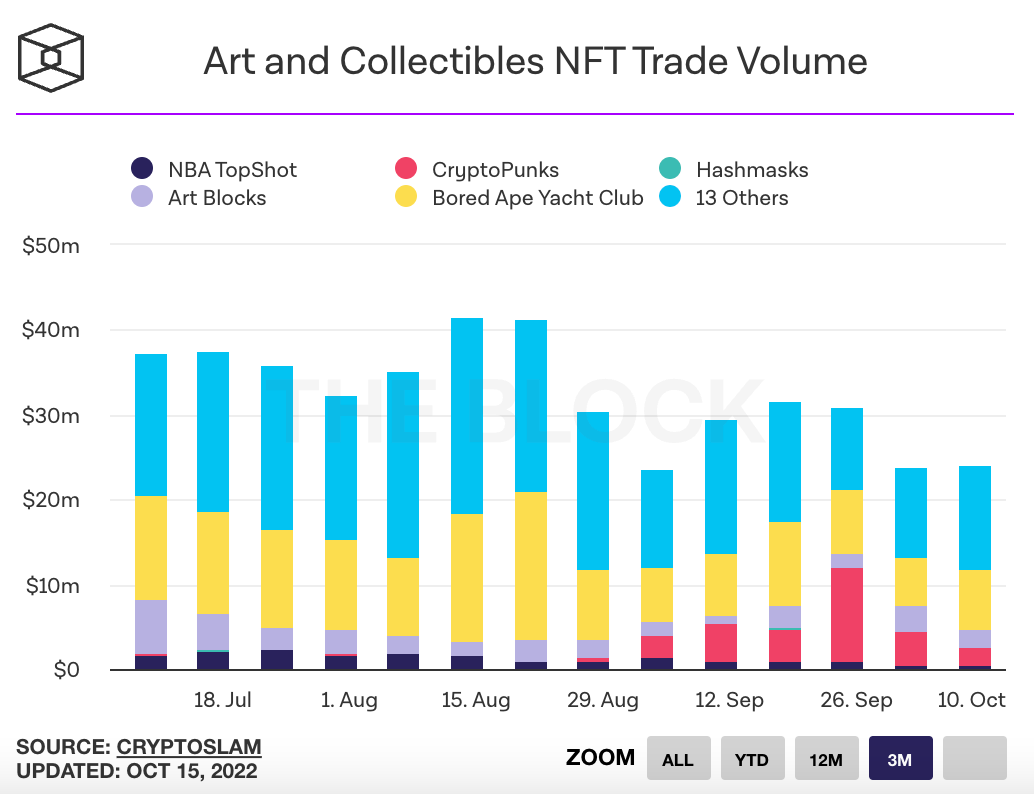 Art and Collectibles NFT Trade Volume
NBA TopShot
CryptoPunks
Hashmasks
Art Blocks
Bored Ape Yacht Club
13 Others
$50m
$40m
$30m
$20m
$10m
$0
THE BLOCK
18. Jul
1. Aug
15. Aug
29. Aug
12. Sep
26. Sep
10. Oct
SOURCE: CRYPTOSLAM
UPDATED: OCT 15, 2022
ZOOM
ALL
YTD
12M
3M